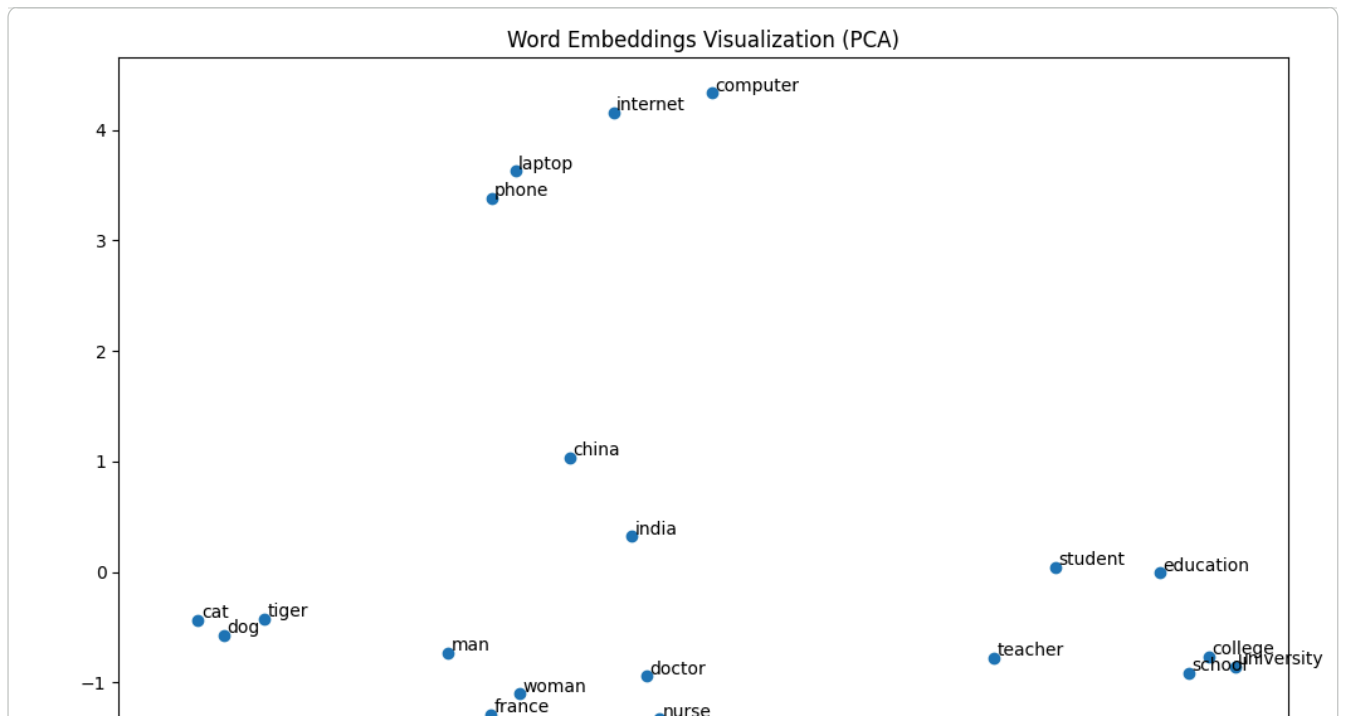 Word Embeddings Visualization (PCA)
computer
internet
4
laptop
phone
3
2
china
1
india
student
0
education
cat
tiger
dog
man
teacher
college
university
school
doctor
−1
woman
france
nurse